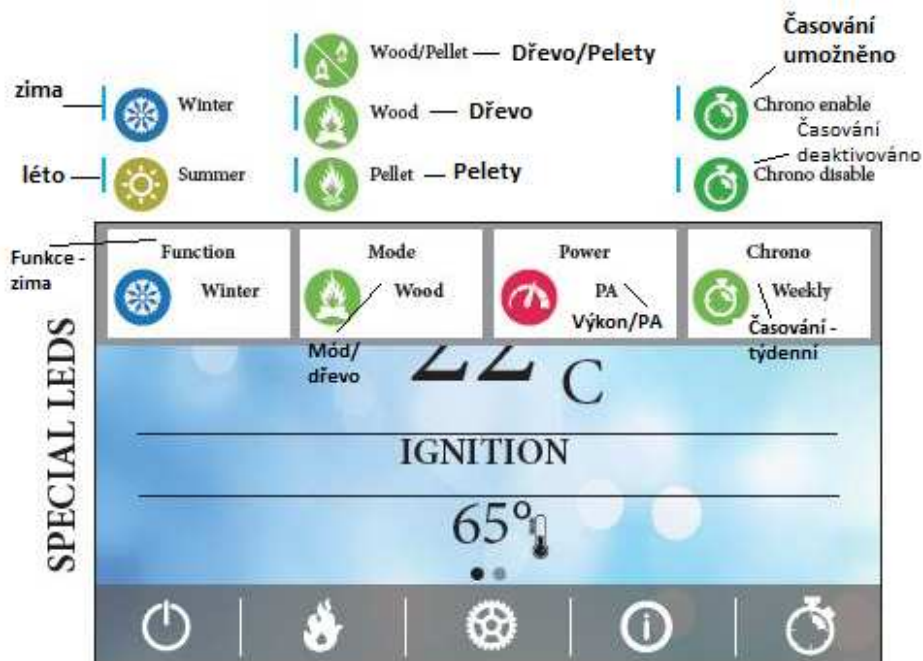 Časování
umožněno
Wood/Pellet — Dřevo/Pelety
zima
Winter
Wood — Dřevo
Chrono enable
Časování
deaktivováno
léto
Summer
Pellet — Pelety
Chrono disable
Funkce -
zima
Function
Winter
Mode
Wood
Mód/
dřevo
Power
PA
Výkon/PA
Chrono
Weekly
Časování -
týdenní
SPECIAL LEDS
22 C
IGNITION
65°